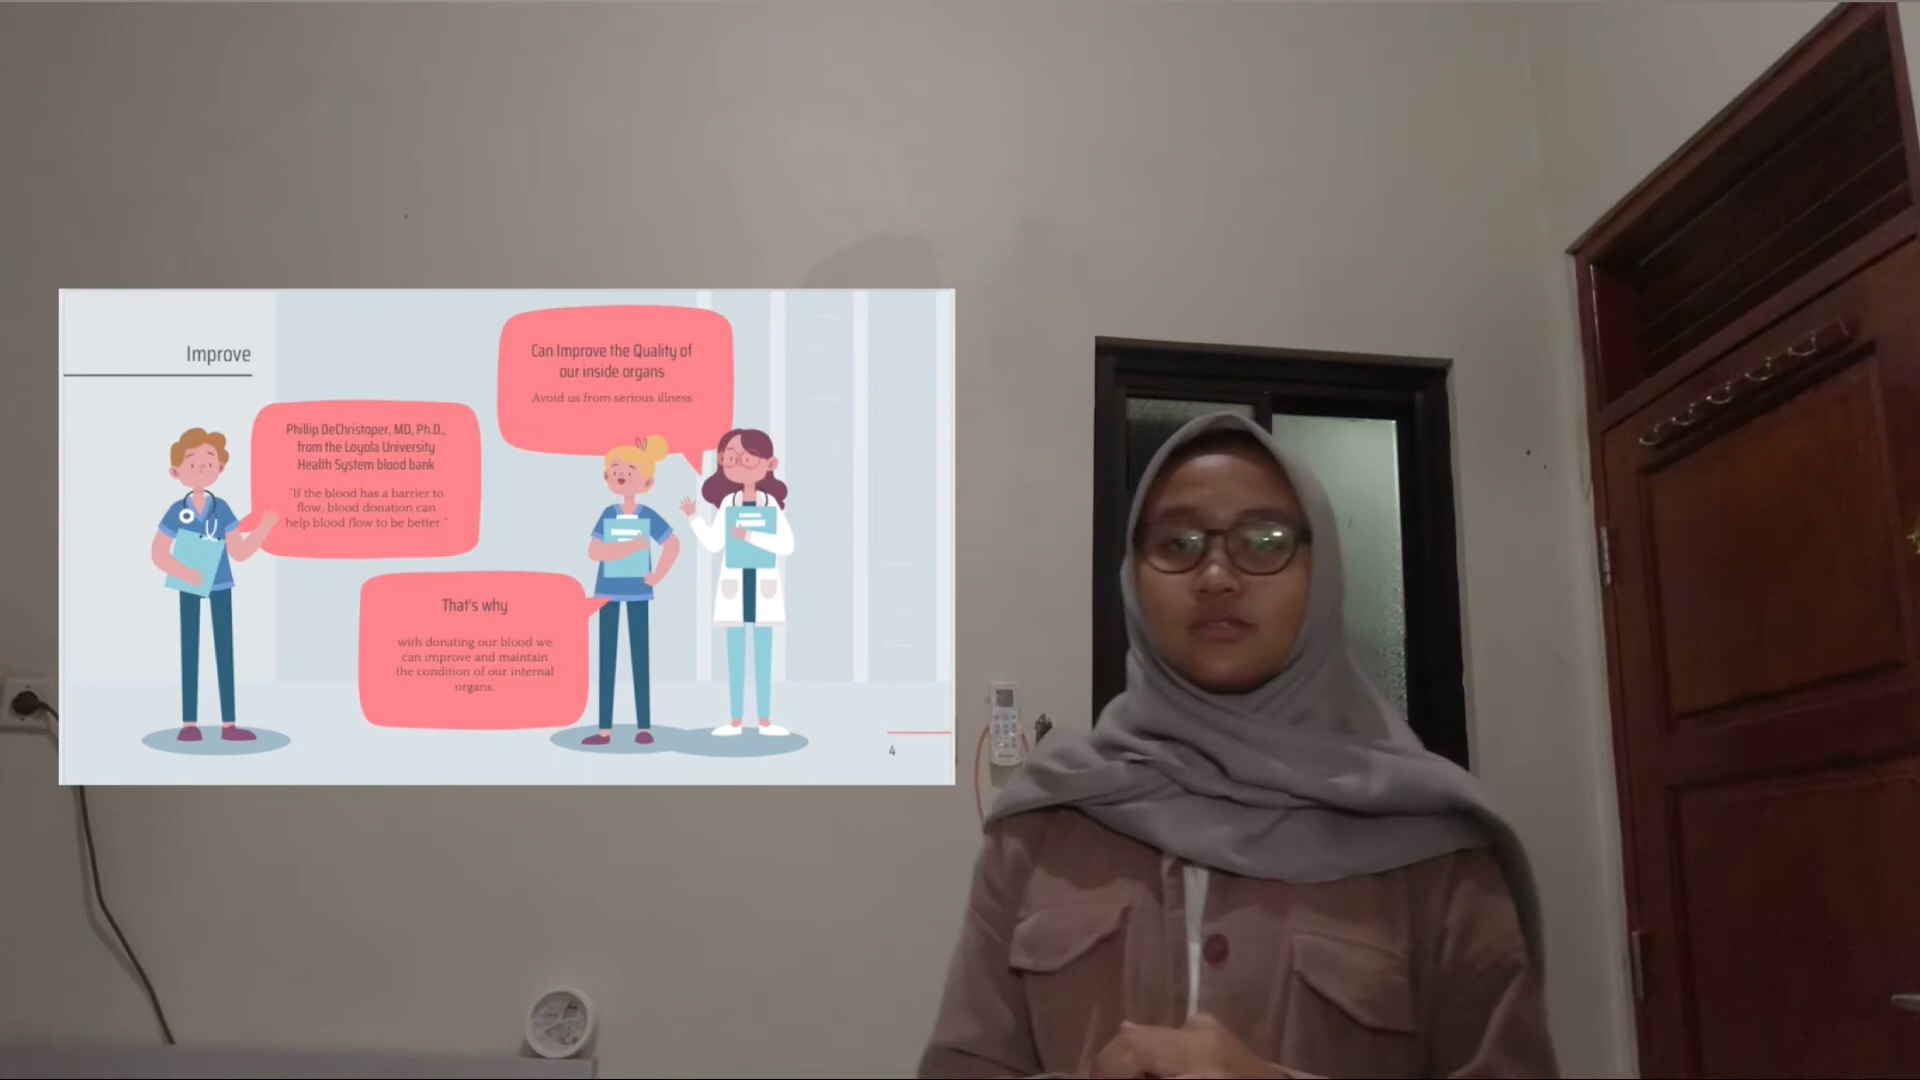 Improve
Can Improve the Quality of
our inside organs
Avoid us from serious illness
Phillip DeChristoper, MD, Ph.D.,
from the Loyola University
Health System blood bank
"If the blood has a barrier to
flow, blood donation can
help blood flow to be better."
That's why
with donating our blood we
can improve and maintain
the condition of our internal
organs.
4